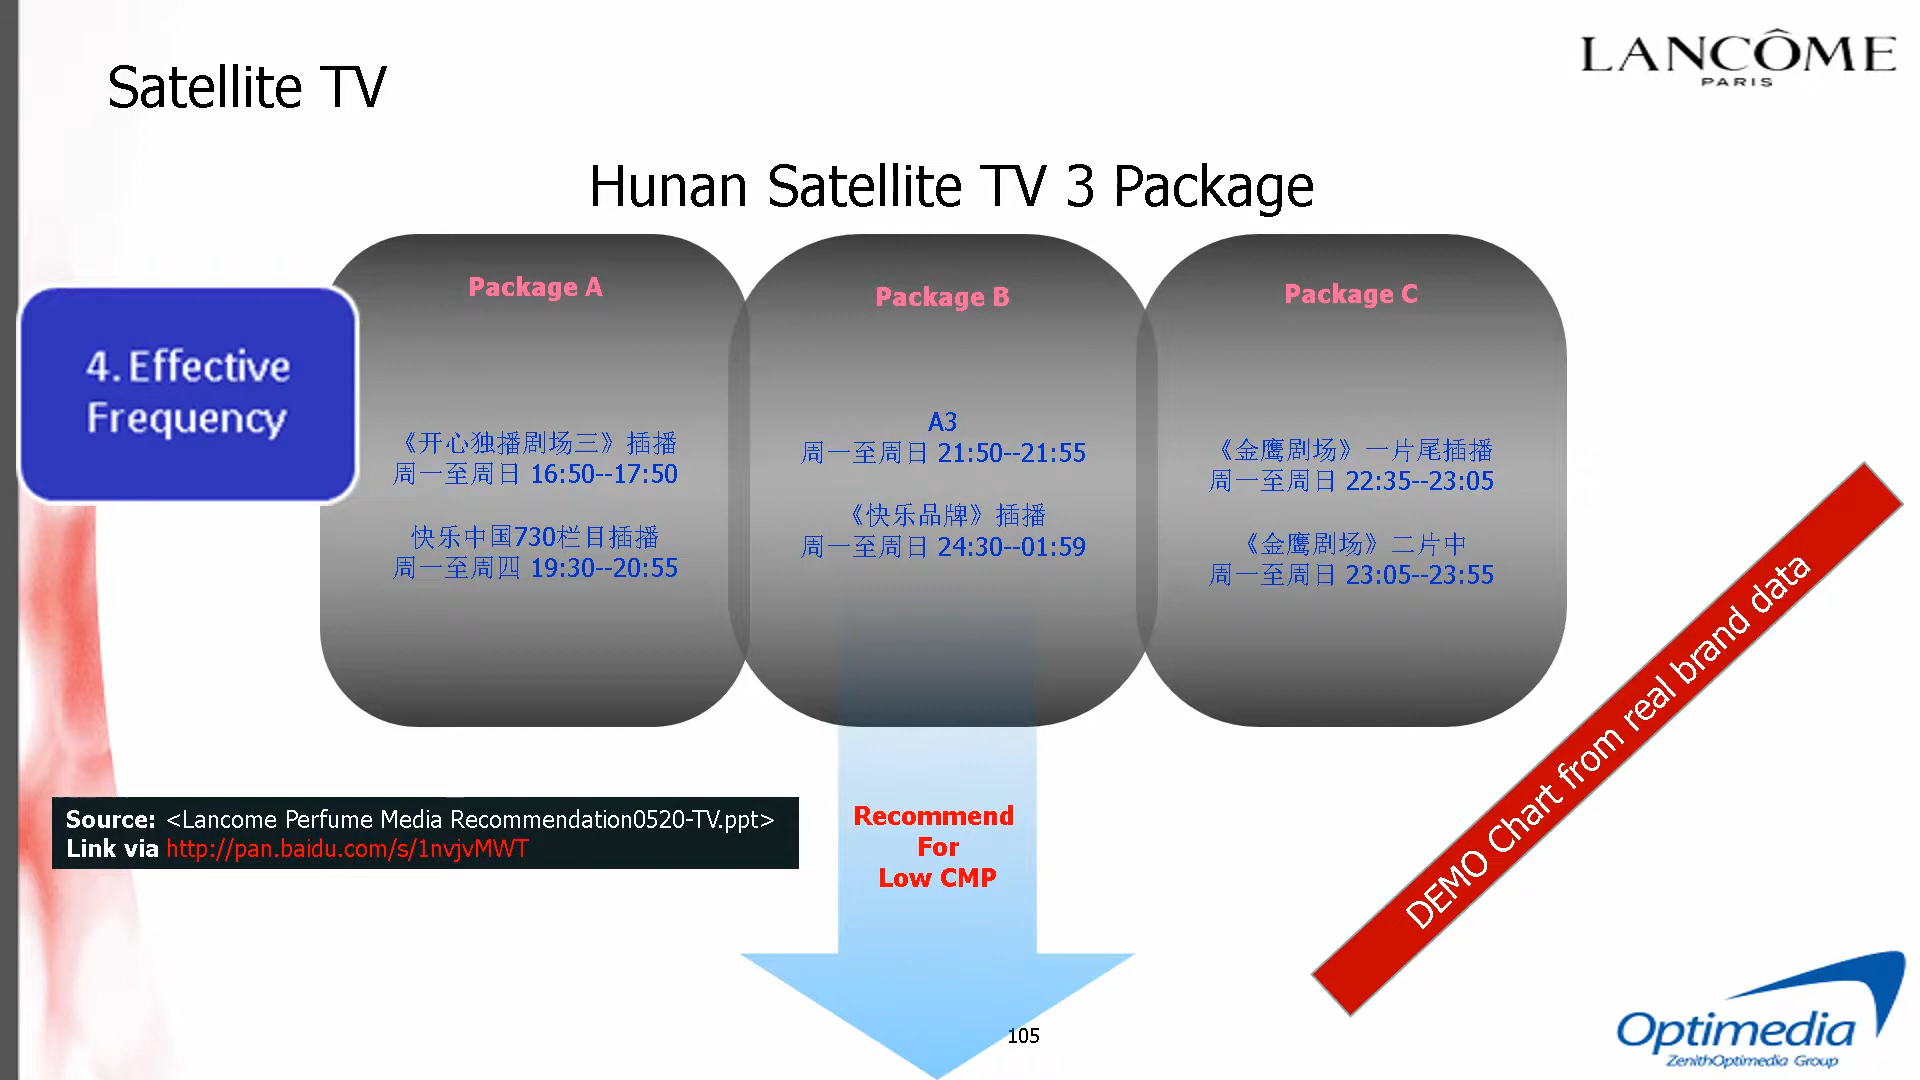 LANCÔME
PARIS
Satellite TV
Hunan Satellite TV 3 Package
Package A
《开心独播剧场三》插播
周一至周日 16:50--17:50
快乐中国730栏目插播
周一至周四 19:30--20:55
Package B
A3
周一至周日 21:50--21:55
《快乐品牌》插播
周一至周日 24:30--01:59
Package C
《金鹰剧场》一片尾插播
周一至周日 22:35--23:05
《金鹰剧场》二片中
周一至周日 23:05--23:55
4. Effective
Frequency
Source: <Lancome Perfume Media Recommendation0520-TV.ppt>
Link via http://pan.baidu.com/s/1nvjvMWT
Recommend
For
Low CMP
DEMO Chart from real brand data
105
Optimedia
ZenithOptimedia Group